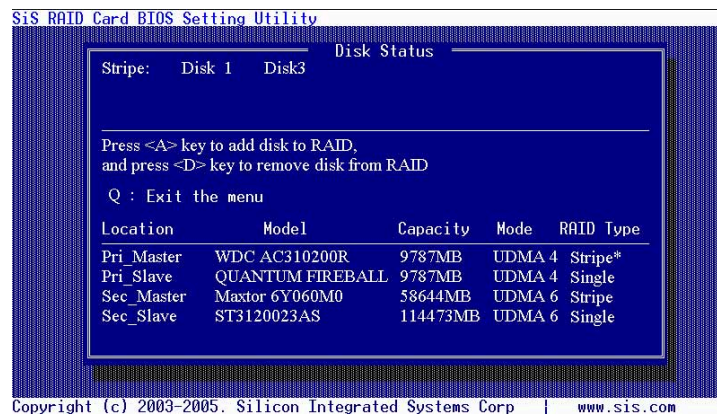 SiS RAID Card BIOS Setting Utility
Disk Status
Stripe: Disk 1 Disk3
Press <A> key to add disk to RAID,
and press <D> key to remove disk from RAID
Q : Exit the menu
Location Model Capacity Mode RAID Type
Pri_Master WDC AC310200R 9787MB UDMA 4 Stripe*
Pri_Slave QUANTUM FIREBALL 9787MB UDMA 4 Single
Sec_Master Maxtor 6Y060M0 58644MB UDMA 6 Stripe
Sec_Slave ST3120023AS 114473MB UDMA 6 Single
Copyright (c) 2003-2005. Silicon Integrated Systems Corp | www.sis.com